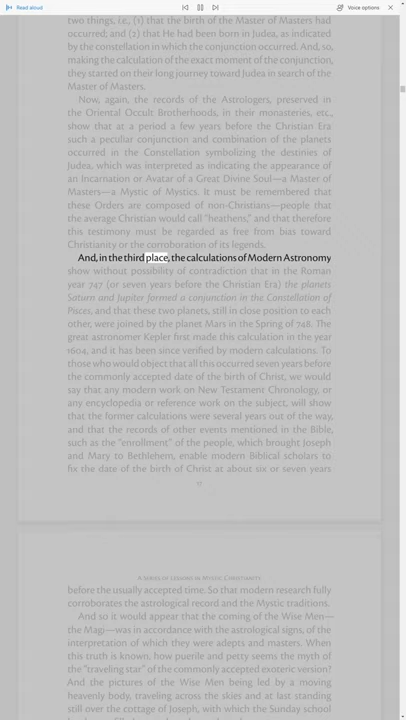 Read aloud
Voice options
two things, i.e., (1) that the birth of the Master of Masters had
occurred; and (2) that He had been born in Judea, as indicated
by the constellation in which the conjunction occurred. And, so,
making the calculation of the exact moment of the conjunction,
they started on their long journey toward Judea in search of the
Master of Masters.
Now, again, the records of the Astrologers, preserved in
the Oriental Occult Brotherhoods, in their monasteries, etc.,
show that at a period a few years before the Christian Era
such a peculiar conjunction and combination of the planets
occurred in the Constellation symbolizing the destinies of
Judea, which was interpreted as indicating the appearance of
an Incarnation or Avatar of a Great Divine Soul—a Master of
Masters—a Mystic of Mystics. It must be remembered that
these Orders are composed of non-Christians—people that
the average Christian would call "heathens," and that therefore
this testimony must be regarded as free from bias toward
Christianity or the corroboration of its legends.
And, in the third place, the calculations of Modern Astronomy
show without possibility of contradiction that in the Roman
year 747 (or seven years before the Christian Era) the planets
Saturn and Jupiter formed a conjunction in the Constellation of
Pisces, and that these two planets, still in close position to each
other, were joined by the planet Mars in the Spring of 748. The
great astronomer Kepler first made this calculation in the year
1604, and it has been since verified by modern calculations. To
those who would object that all this occurred seven years before
the commonly accepted date of the birth of Christ, we would
say that any modern work on New Testament Chronology, or
any encyclopedia or reference work on the subject, will show
that the former calculations were several years out of the way,
and that the records of other events mentioned in the Bible,
such as the "enrollment" of the people, which brought Joseph
and Mary to Bethlehem, enable modern Biblical scholars to
fix the date of the birth of Christ at about six or seven years
17
A Series of Lessons in Mystic Christianity
before the usually accepted time. So that modern research fully
corroborates the astrological record and the Mystic traditions.
And so it would appear that the coming of the Wise Men—
the Magi—was in accordance with the astrological signs, of the
interpretation of which they were adepts and masters. When
this truth is known, how puerile and petty seems the myth of
the "traveling star" of the commonly accepted exoteric version?
And the pictures of the Wise Men being led by a moving
heavenly body, traveling across the skies and at last standing
still over the cottage of Joseph, with which the Sunday school